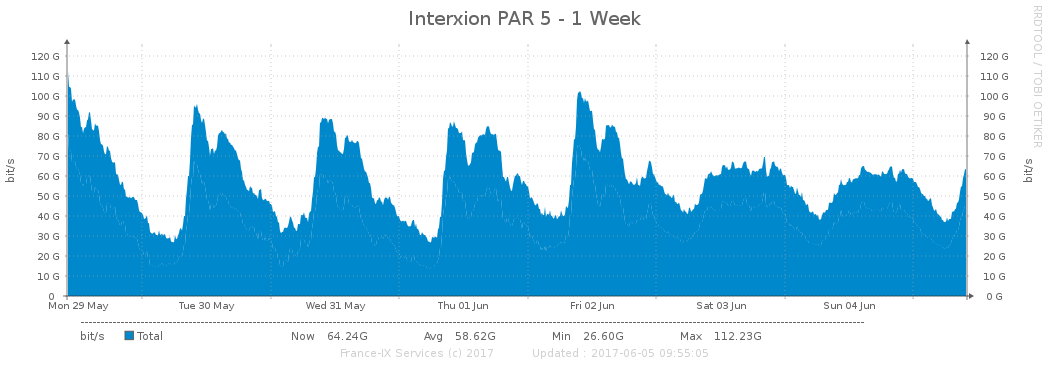 Interxion PAR 5 - 1 Week
RRDTOOL / TOBI OETIKER
bit/s
120 G 120 G
110 G 110 G
100 G 100 G
90 G 90 G
80 G 80 G
70 G 70 G
60 G 60 G
50 G 50 G
40 G 40 G
30 G 30 G
20 G 20 G
10 G 10 G
0 0 G
bit/s
Mon 29 May Tue 30 May Wed 31 May Thu 01 Jun Fri 02 Jun Sat 03 Jun Sun 04 Jun
bit/s Total Now 64.24G Avg 58.62G Min 26.60G Max 112.23G
France-IX Services (c) 2017 Updated : 2017-06-05 09:55:05